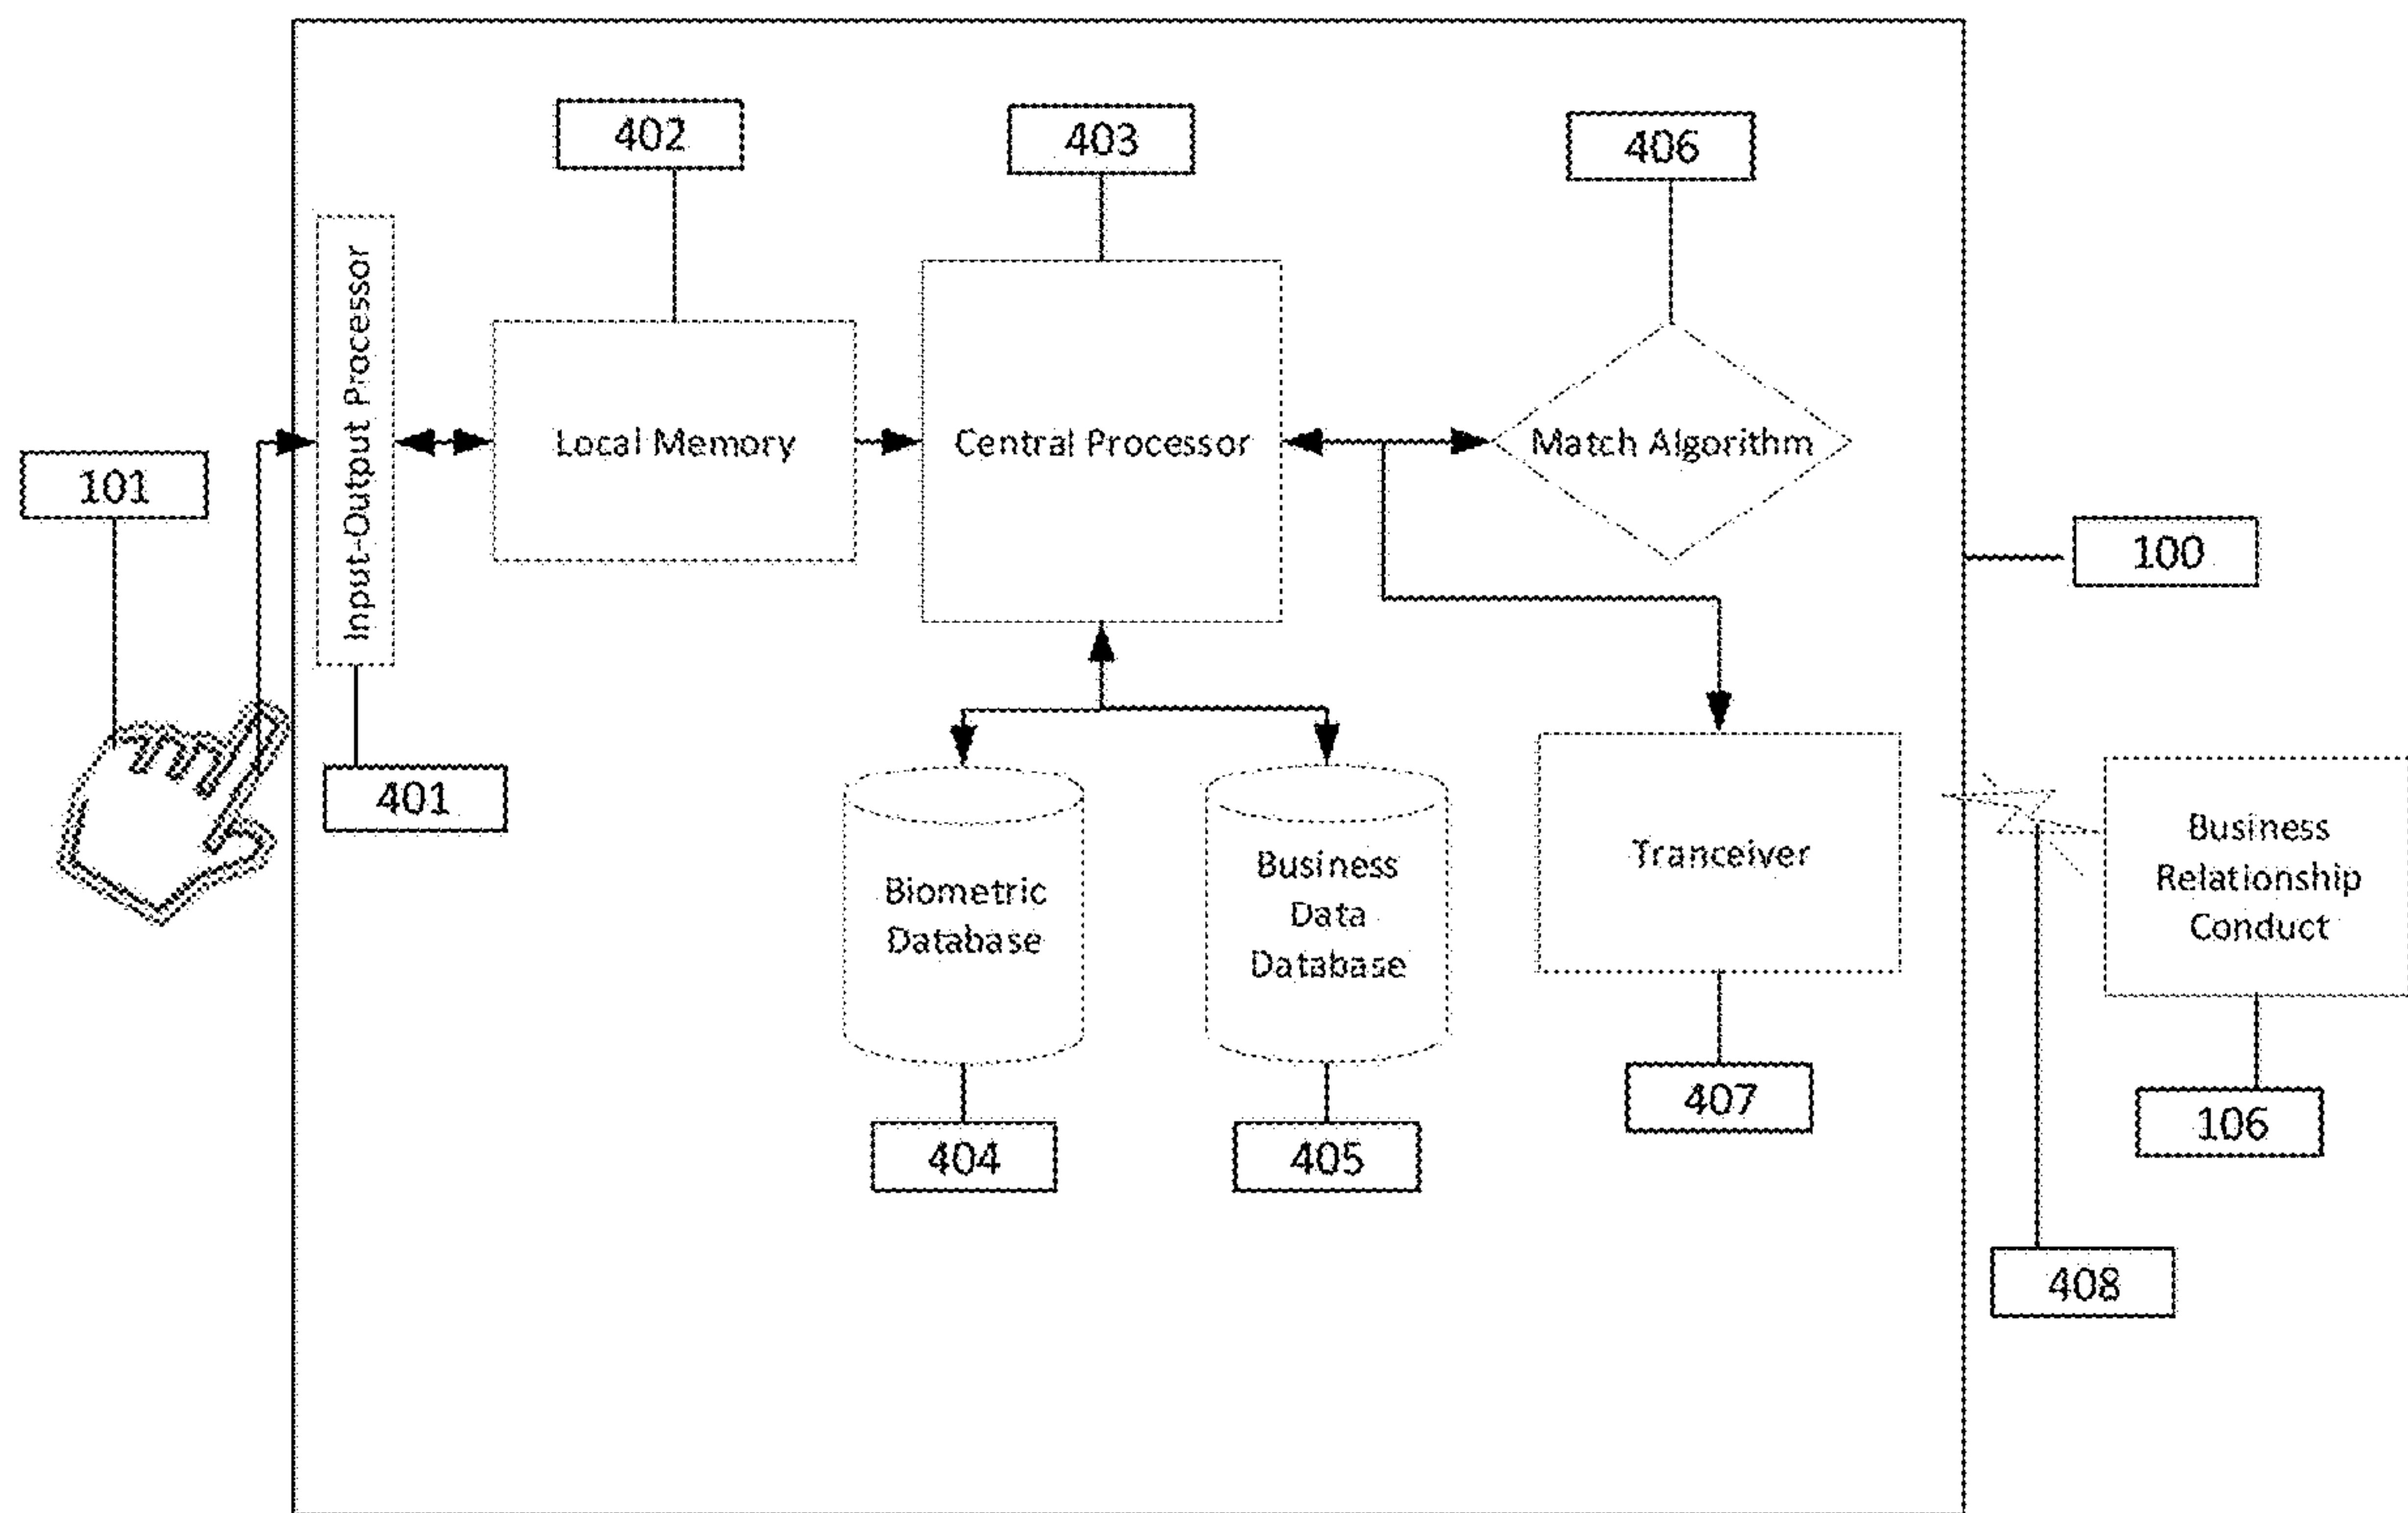 402
403
406
Input-Output Processor
Local Memory
Central Processor
Match Algorithm
101
100
401
Biometric
Database
Business
Data
Database
Tranceiver
Business
Relationship
Conduct
404
405
407
106
408